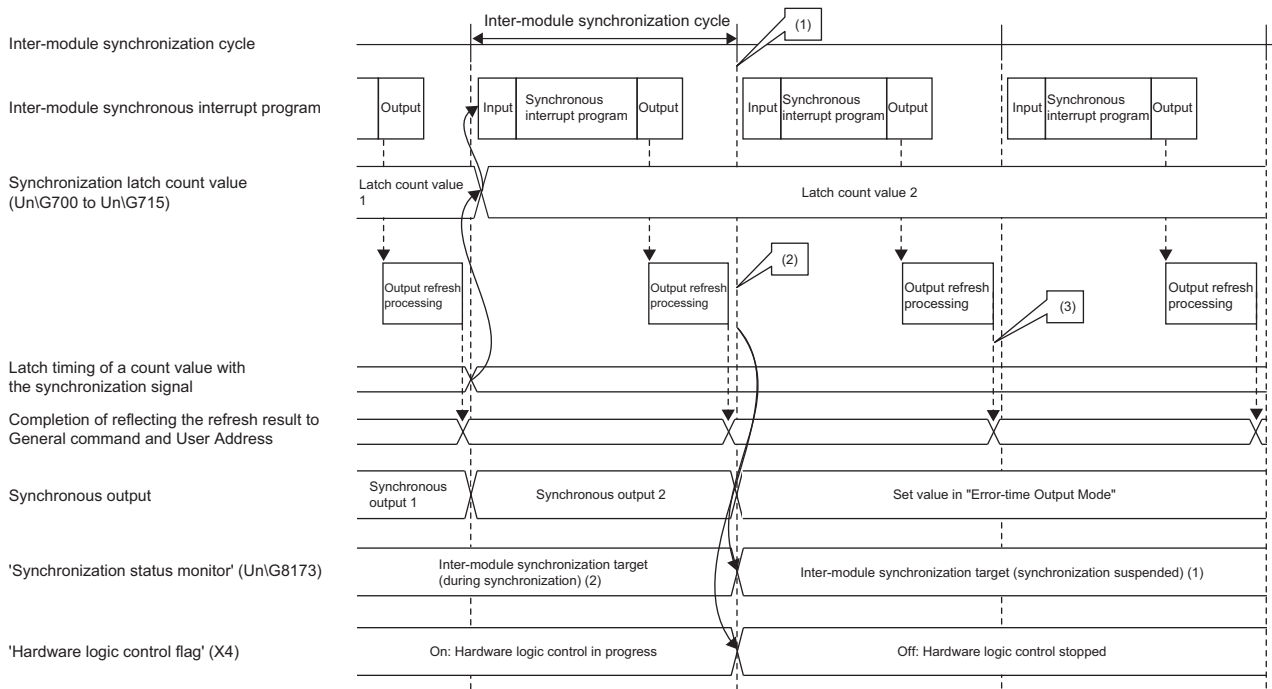 Inter-module synchronization cycle
(1)
Inter-module synchronization cycle
Inter-module synchronous interrupt program
Output
Input
Synchronous
interrupt program
Output
Input
Synchronous
interrupt program
Output
Input
Synchronous
interrupt program
Output
Synchronization latch count value
(Un\G700 to Un\G715)
Latch count value
1
Latch count value 2
(2)
Output refresh
processing
Output refresh
processing
Output refresh
processing
Output refresh
processing
(3)
Latch timing of a count value with
the synchronization signal
Completion of reflecting the refresh result to
General command and User Address
Synchronous output
Synchronous
output 1
Synchronous output 2
Set value in "Error-time Output Mode"
'Synchronization status monitor' (Un\G8173)
Inter-module synchronization target
(during synchronization) (2)
Inter-module synchronization target (synchronization suspended) (1)
'Hardware logic control flag' (X4)
On: Hardware logic control in progress
Off: Hardware logic control stopped